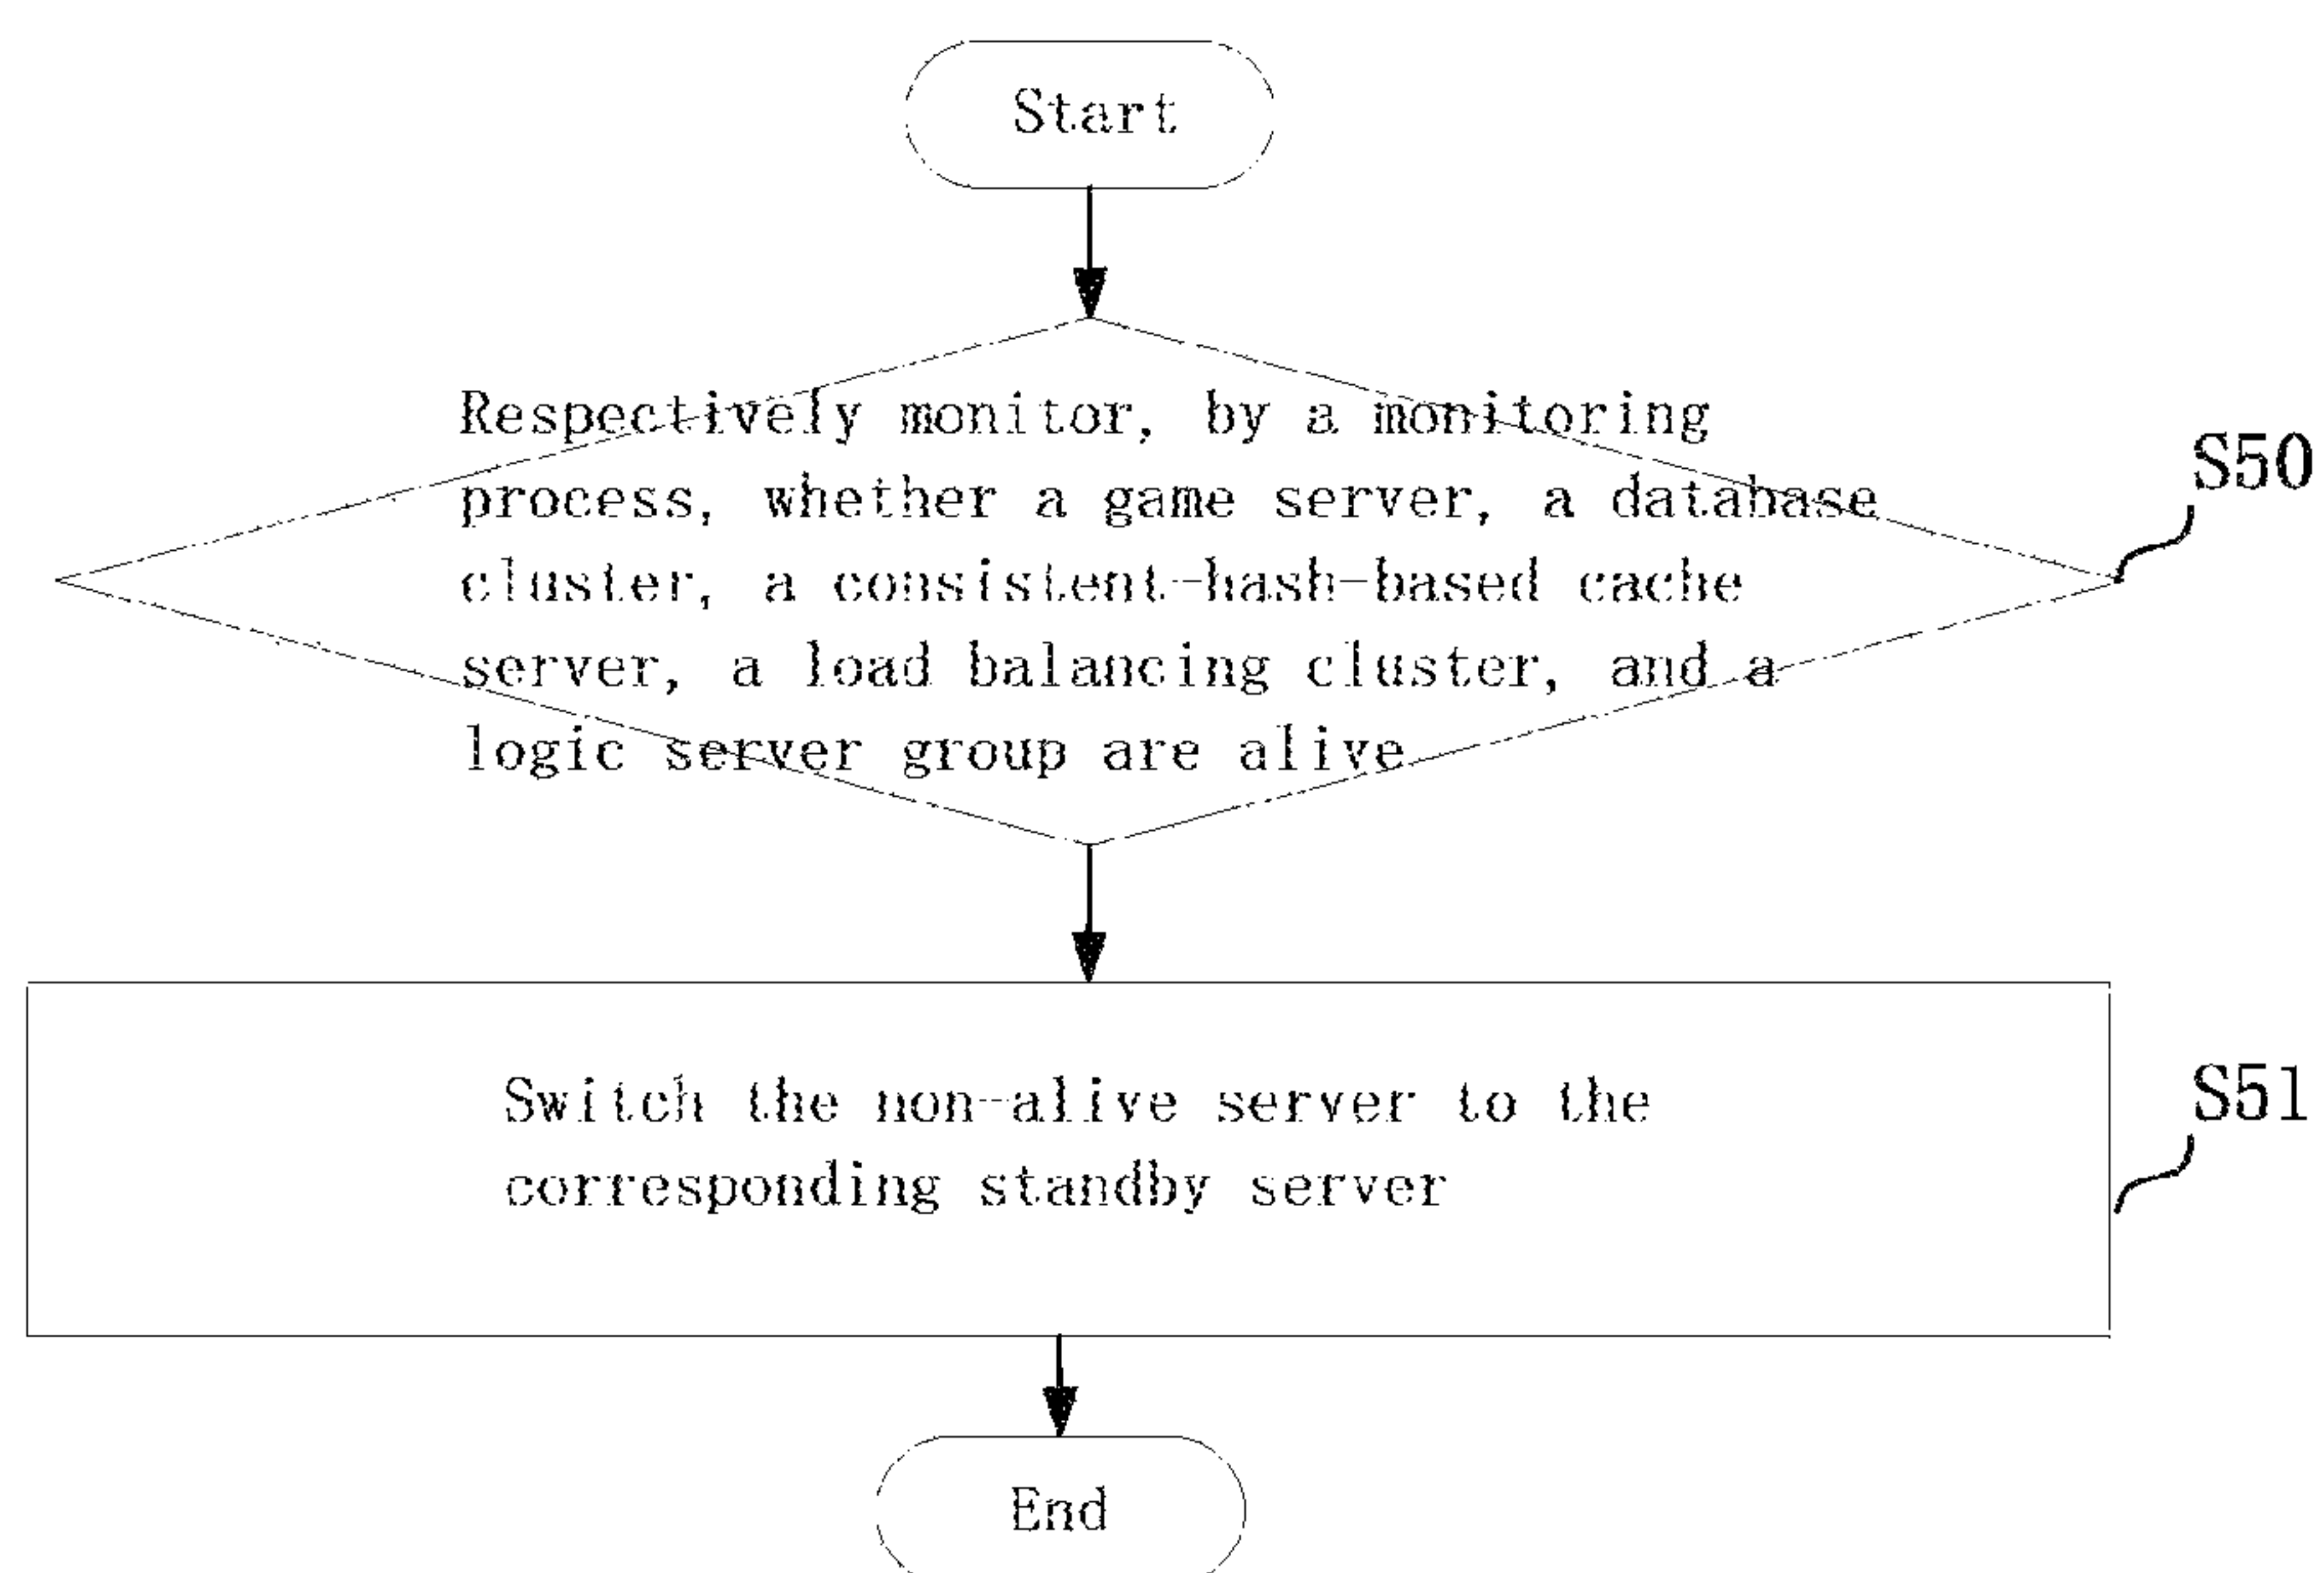 Start
Respectively monitor, by a monitoring
process, whether a game server, a database
cluster, a consistent-hash-based cache
server, a load balancing cluster, and a
logic server group are alive
S50
Switch the non-alive server to the
corresponding standby server
S51
End